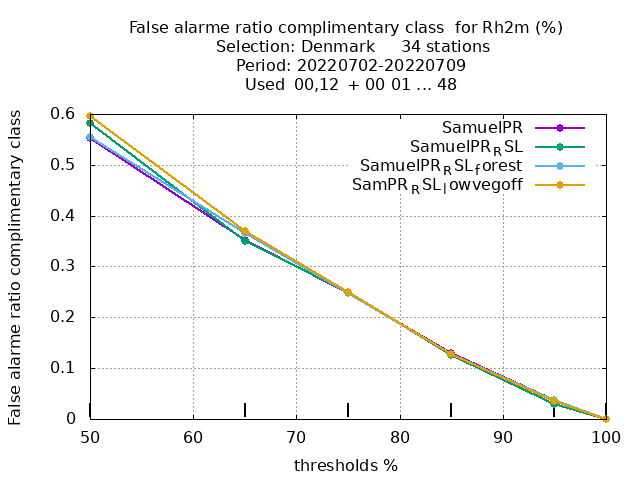 False alarme ratio complimentary class for Rh2m (%)
Selection: Denmark 34 stations
Period: 20220702-20220709
Used 00,12 + 00 01 ... 48
False alarme ratio complimentary class
0.6
0.5
0.4
0.3
0.2
0.1
0
SamuelPR
SamuelPR_RSL
SamuelPR_RSL_forest
SamPR_RSL_lowvegoff
50 60 70 80 90 100
thresholds %